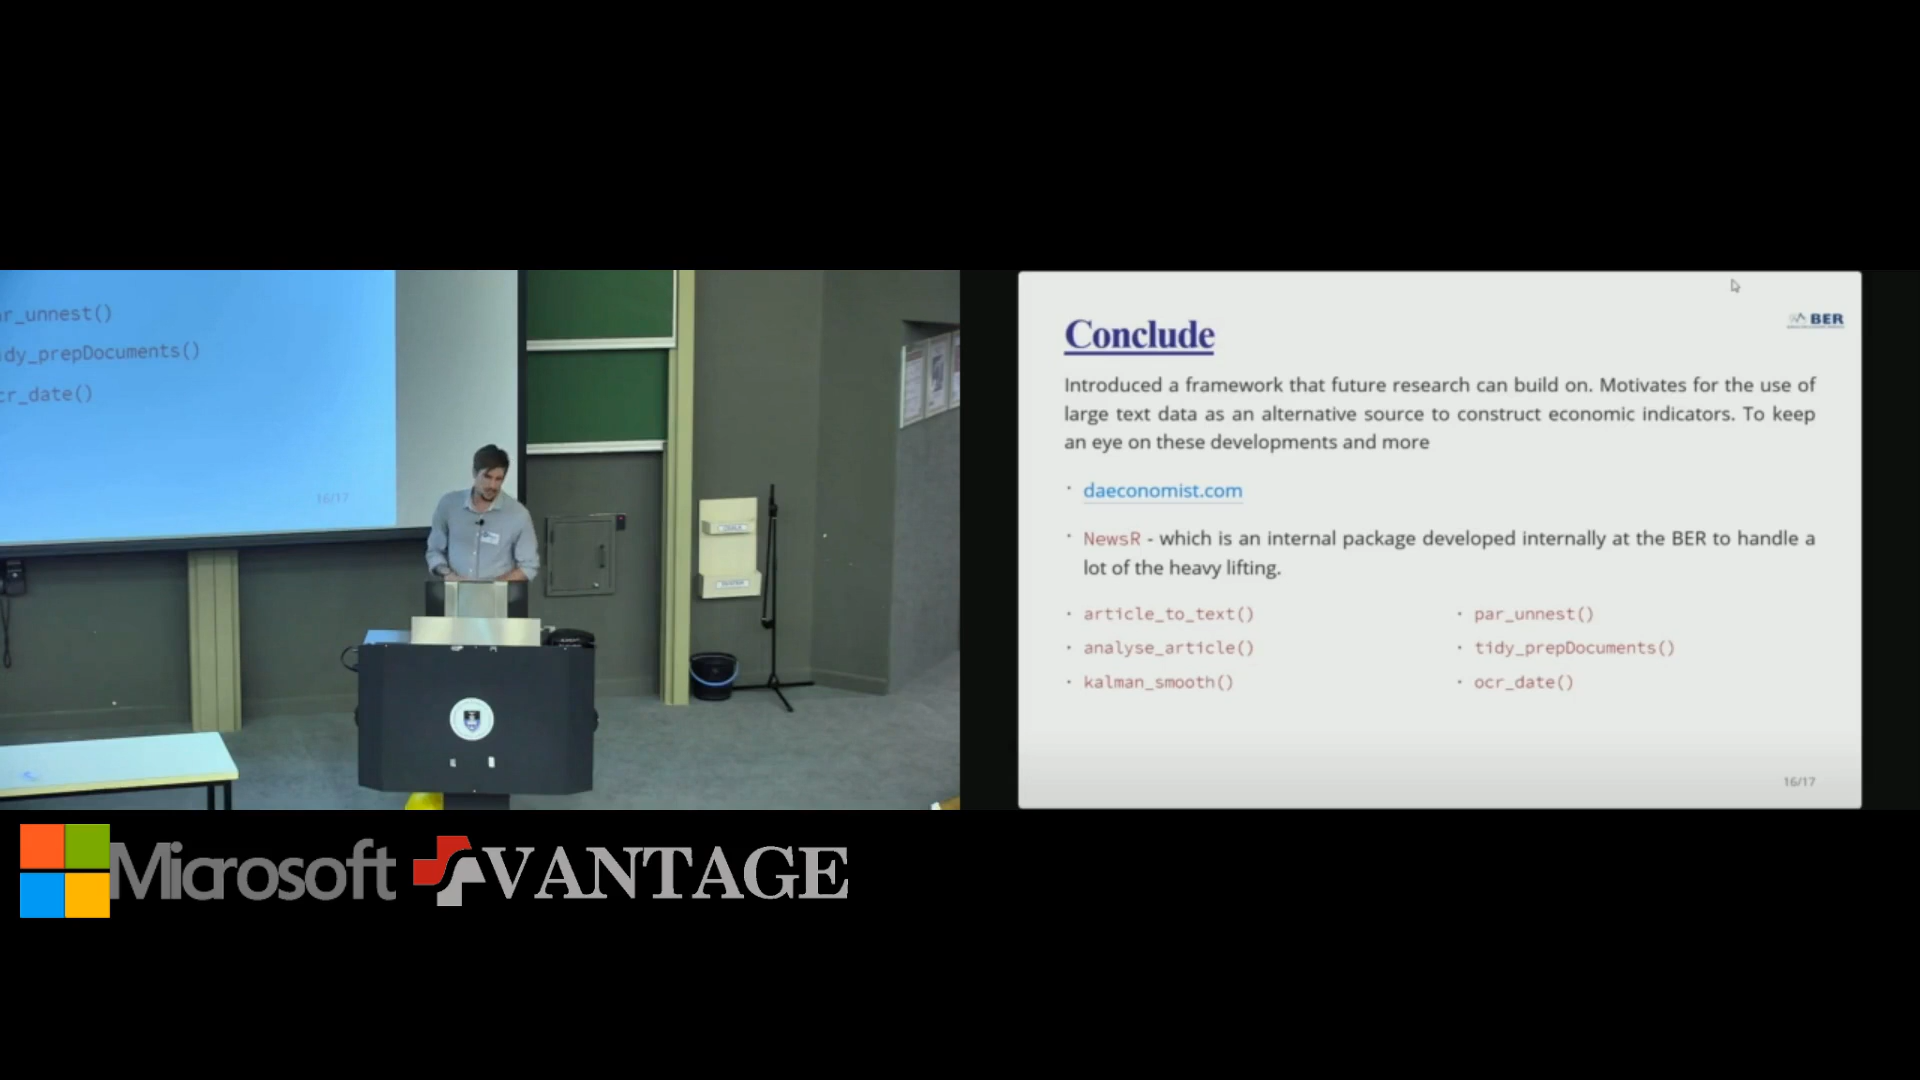 r_unnest()
dy_prepDocuments()
cr_date()
16/17
Conclude
BER
Introduced a framework that future research can build on. Motivates for the use of
large text data as an alternative source to construct economic indicators. To keep
an eye on these developments and more
· daeconomist.com
· NewsR - which is an internal package developed internally at the BER to handle a
lot of the heavy lifting.
· article_to_text()
· analyse_article()
· kalman_smooth()
· par_unnest()
· tidy_prepDocuments()
· ocr_date()
16/17
Microsoft
VANTAGE